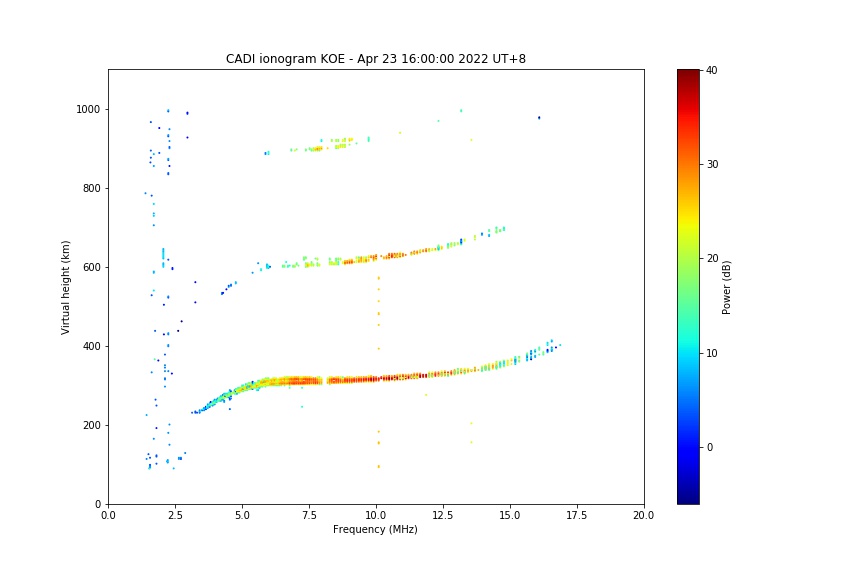 CADI ionogram KOE - Apr 23 16:00:00 2022 UT+8
1000
800
600
400
200
0
Virtual height (km)
0.0 2.5 5.0 7.5 10.0 12.5 15.0 17.5 20.0
Frequency (MHz)
40
30
20
10
0
Power (dB)